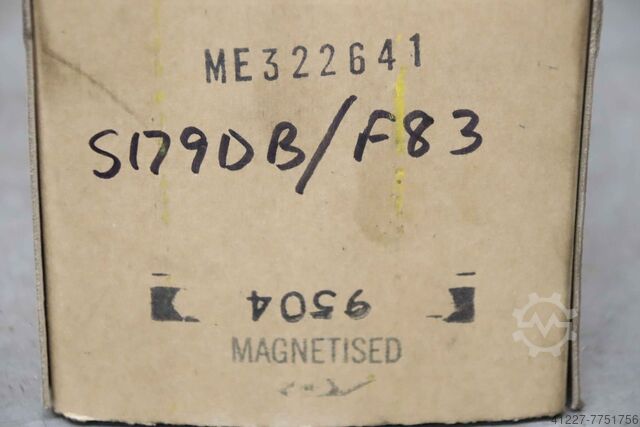 ME322641
S179DB/F83
9504
MAGNETISED
41227-7751756